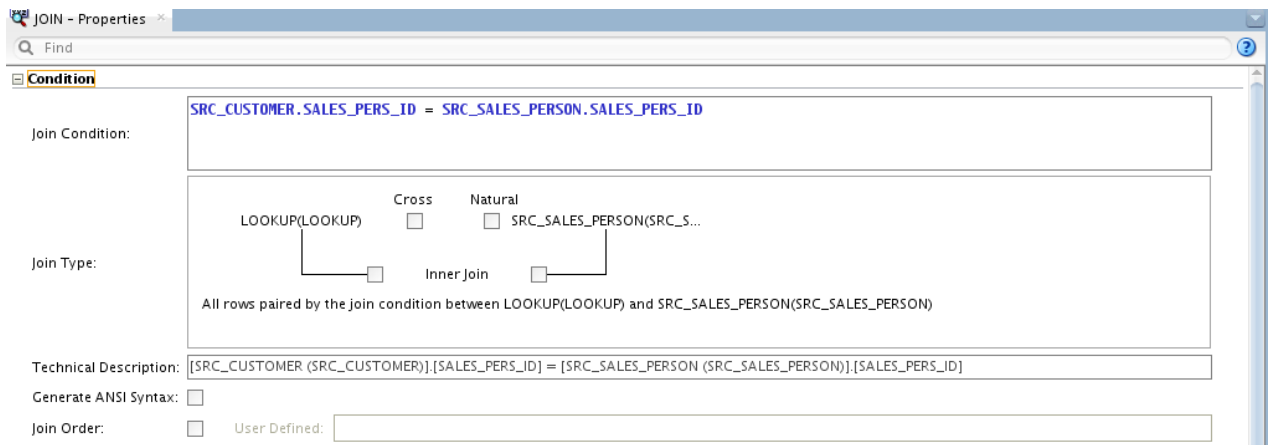 JOIN - Properties
Find
Condition
Join Condition:
SRC_CUSTOMER.SALES_PERS_ID = SRC_SALES_PERSON.SALES_PERS_ID
Cross Natural
LOOKUP(LOOKUP) SRC_SALES_PERSON(SRC_S...
Join Type:
Inner Join
All rows paired by the join condition between LOOKUP(LOOKUP) and SRC_SALES_PERSON(SRC_SALES_PERSON)
Technical Description: [SRC_CUSTOMER (SRC_CUSTOMER)].[SALES_PERS_ID] = [SRC_SALES_PERSON (SRC_SALES_PERSON)].[SALES_PERS_ID]
Generate ANSI Syntax:
Join Order: User Defined: